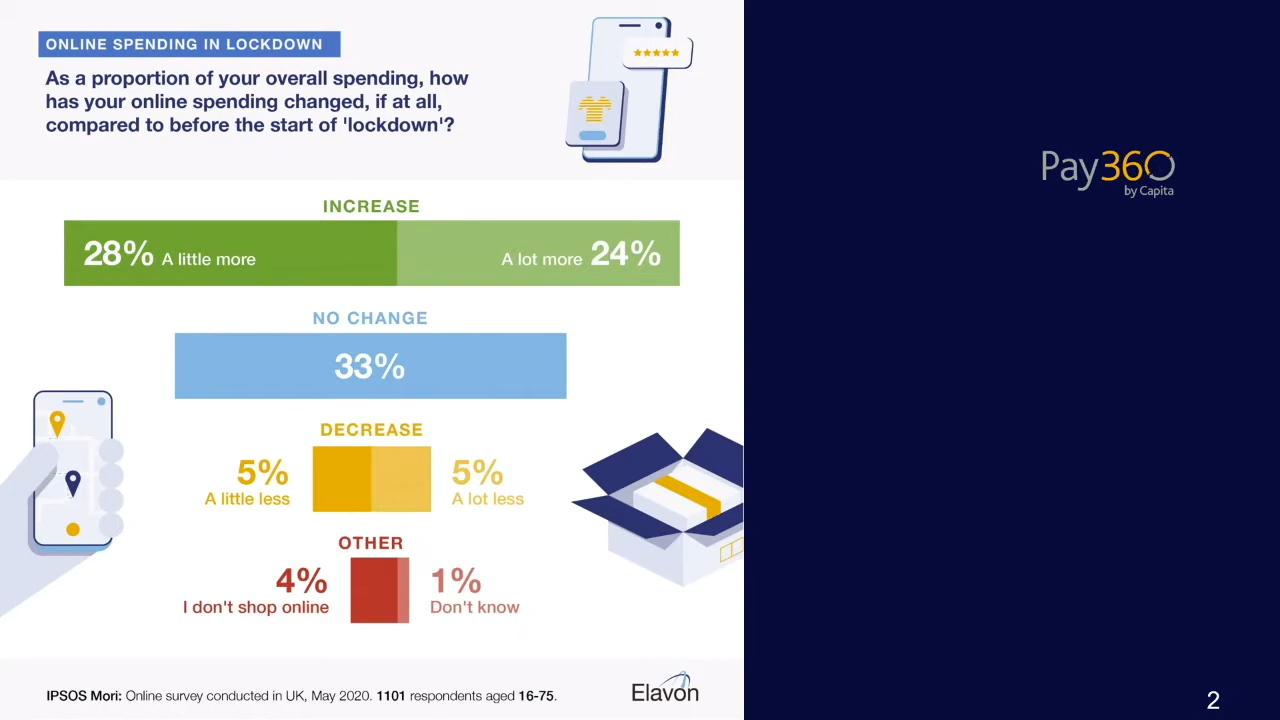 ONLINE SPENDING IN LOCKDOWN
As a proportion of your overall spending, how
has your online spending changed, if at all,
compared to before the start of 'lockdown'?
INCREASE
28% A little more
A lot more 24%
NO CHANGE
33%
DECREASE
5%
A little less
5%
A lot less
OTHER
4%
I don't shop online
1%
Don't know
IPSOS Mori: Online survey conducted in UK, May 2020. 1101 respondents aged 16-75.
Elavon
Pay360
by Capita
2